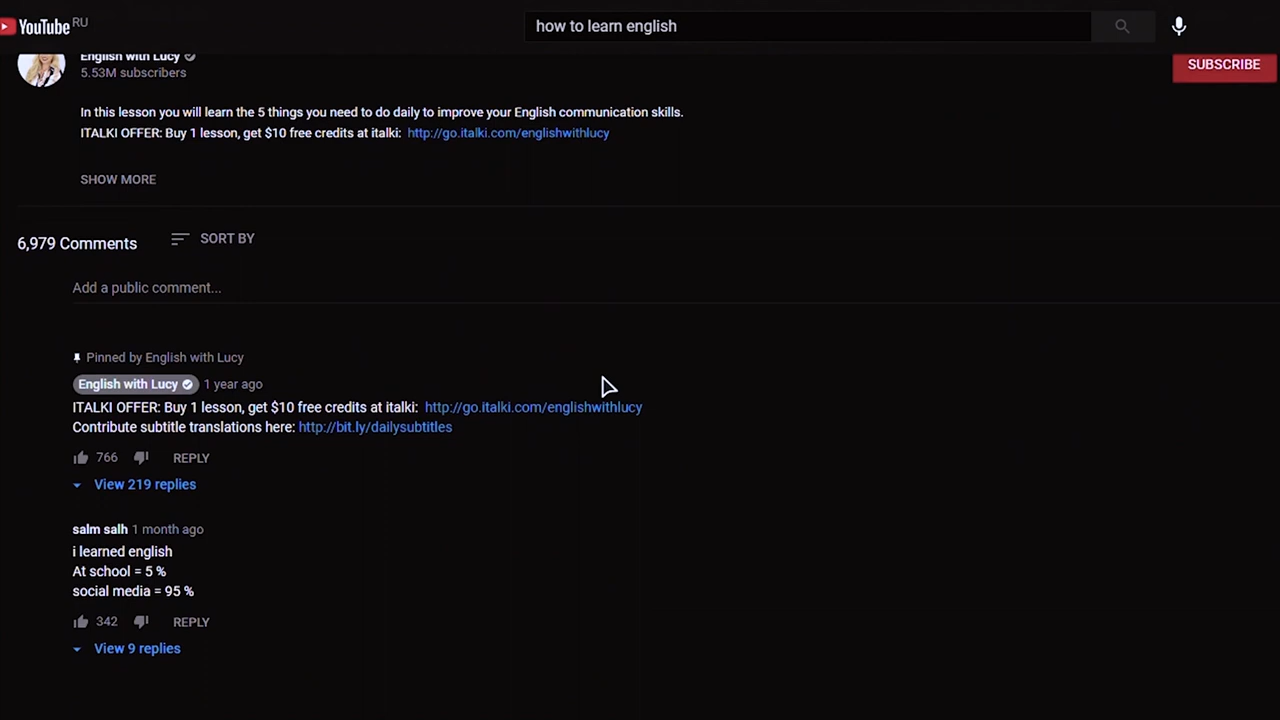 YouTube RU
how to learn english
English with Lucy
5.53M subscribers
SUBSCRIBE
In this lesson you will learn the 5 things you need to do daily to improve your English communication skills.
ITALKI OFFER: Buy 1 lesson, get $10 free credits at italki: http://go.italki.com/englishwithlucy
SHOW MORE
6,979 Comments
SORT BY
Add a public comment...
Pinned by English with Lucy
English with Lucy 1 year ago
ITALKI OFFER: Buy 1 lesson, get $10 free credits at italki: http://go.italki.com/englishwithlucy
Contribute subtitle translations here: http://bit.ly/dailysubtitles
766 REPLY
View 219 replies
salm salh 1 month ago
i learned english
At school = 5 %
social media = 95 %
342 REPLY
View 9 replies